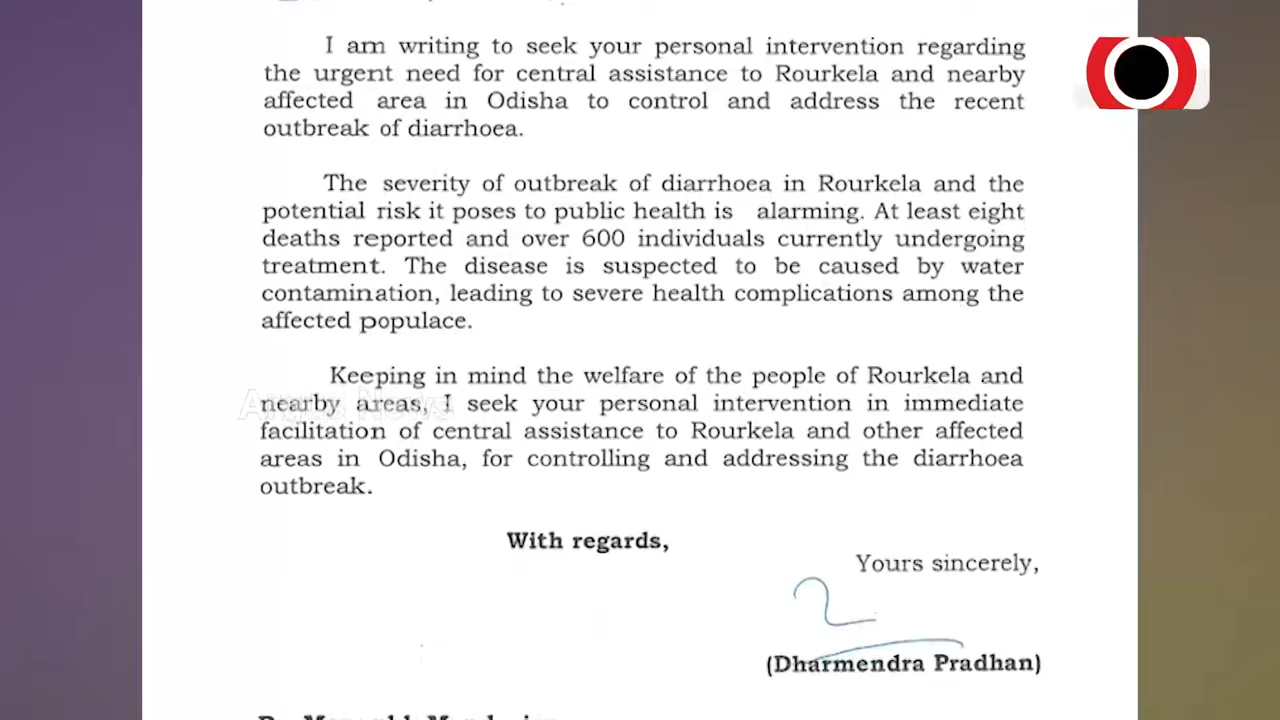 I am writing to seek your personal intervention regarding
the urgent need for central assistance to Rourkela and nearby
affected area in Odisha to control and address the recent
outbreak of diarrhoea.
The severity of outbreak of diarrhoea in Rourkela and the
potential risk it poses to public health is alarming. At least eight
deaths reported and over 600 individuals currently undergoing
treatment. The disease is suspected to be caused by water
contamination, leading to severe health complications among the
affected populace.
Keeping in mind the welfare of the people of Rourkela and
nearby areas, I seek your personal intervention in immediate
facilitation of central assistance to Rourkela and other affected
areas in Odisha, for controlling and addressing the diarrhoea
outbreak.
With regards,
Yours sincerely,
(Dharmendra Pradhan)